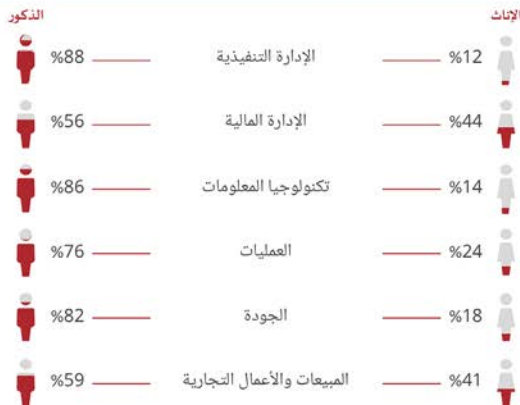 الإناث الذكور
%12 الإدارة التنفيذية %88
%44 الإدارة المالية %56
%14 تكنولوجيا المعلومات %86
%24 العمليات %76
%18 الجودة %82
%41 المبيعات والأعمال التجارية %59